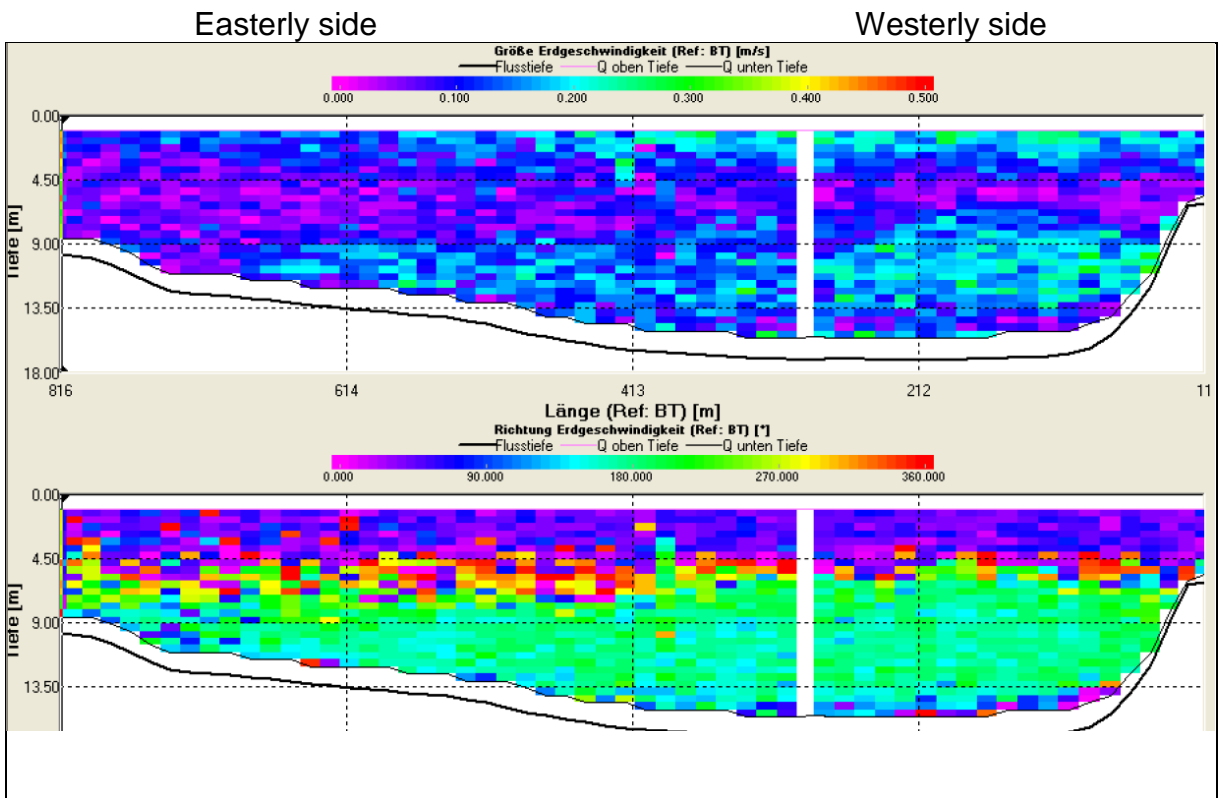 Easterly side Westerly side
Größe Erdgeschwindigkeit (Ref: BT) [m/s]
Flusstiefe Q oben Tiefe Q unten Tiefe
0.000 0.100 0.200 0.300 0.400 0.500
0.00
4.50
9.00
13.50
18.00
Tiefe [m]
816 614 413 212 11
Länge (Ref: BT) [m]
Richtung Erdgeschwindigkeit (Ref: BT) [°]
Flusstiefe Q oben Tiefe Q unten Tiefe
0.000 90.000 180.000 270.000 360.000
0.00
4.50
9.00
13.50
Tiefe [m]